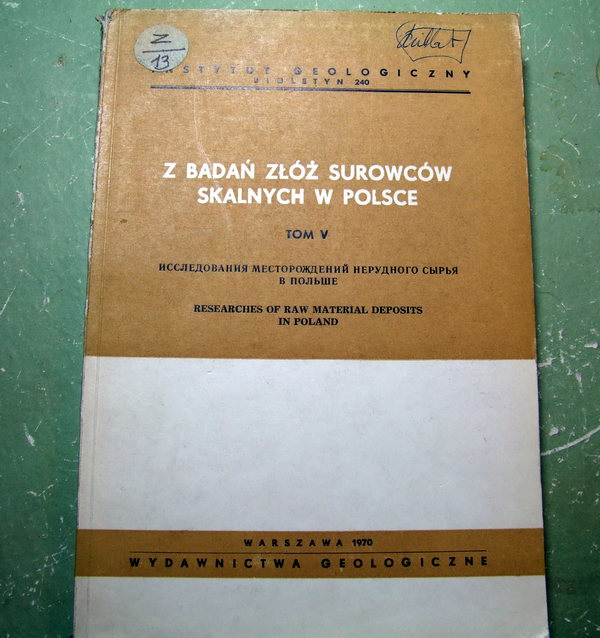 Z
13
INSTYTUT GEOLOGICZNY
BIULETYN 240
Z BADAŃ ZŁÓŻ SUROWCÓW
SKALNYCH W POLSCE
TOM V
ИССЛЕДОВАНИЯ МЕСТОРОЖДЕНИЙ НЕРУДНОГО СЫРЬЯ
В ПОЛЬШЕ
RESEARCHES OF RAW MATERIAL DEPOSITS
IN POLAND
WARSZAWA 1970
WYDAWNICTWA GEOLOGICZNE